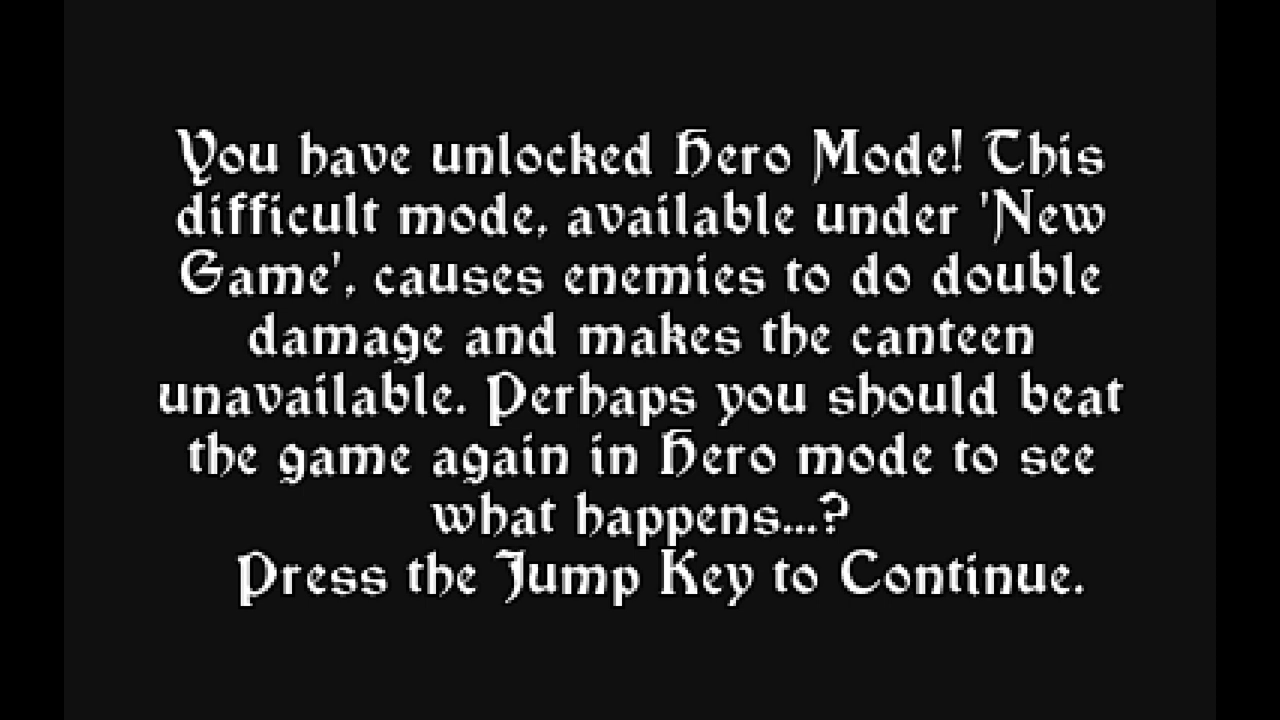 You have unlocked Hero Mode! This
difficult mode, available under 'New
Game', causes enemies to do double
damage and makes the canteen
unavailable. Perhaps you should beat
the game again in Hero mode to see
what happens...?
Press the Jump Key to Continue.